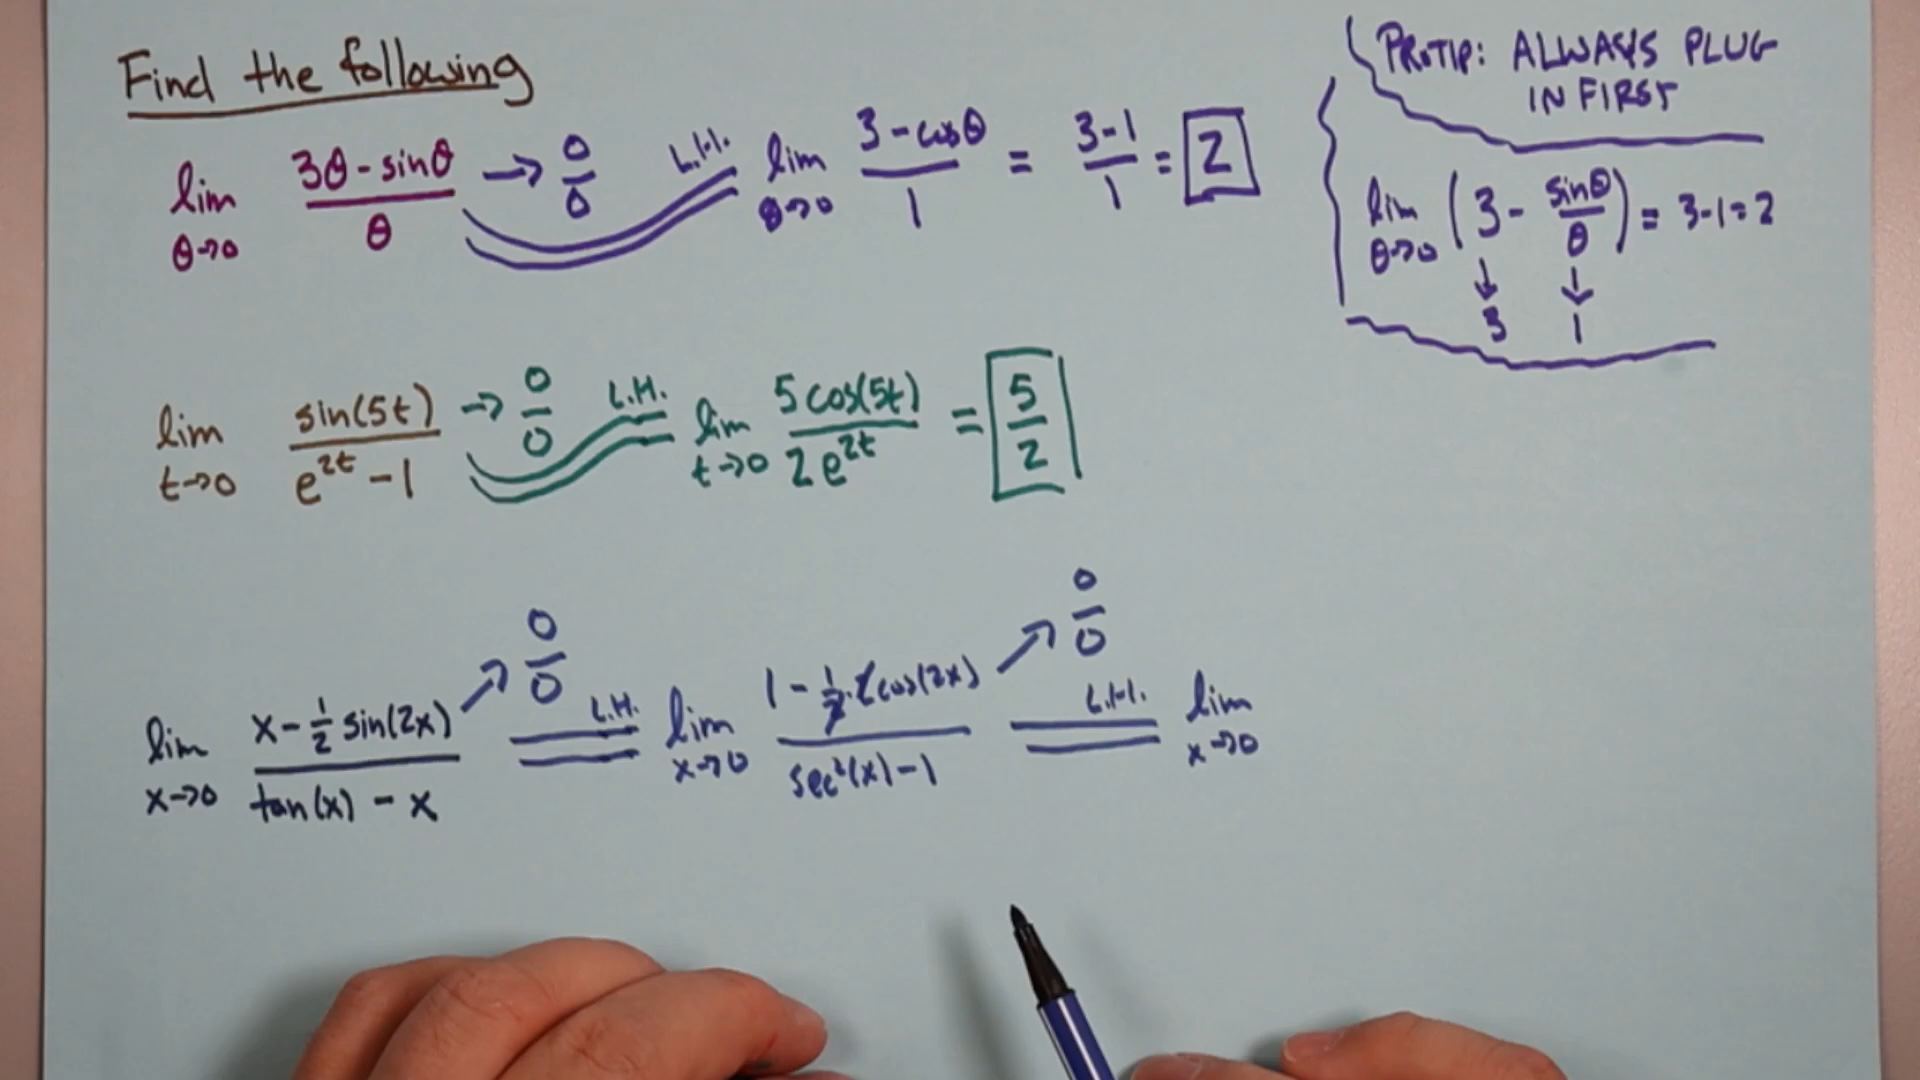 Find the following
lim θ→0 (3θ - sinθ)/θ → 0/0 L.H. lim θ→0 (3 - cosθ)/1 = (3-1)/1 = 2
PROTIP: ALWAYS PLUG
IN FIRST
lim θ→0 (3 - sinθ/θ) = 3-1=2
↓ ↓
3 1
lim t→0 sin(5t)/(e^{2t} - 1) → 0/0 L.H. lim t→0 5cos(5t)/(2e^{2t}) = 5/2
lim x→0 (x - 1/2 sin(2x))/(tan(x) - x) ↗ 0/0 L.H. lim x→0 (1 - 1/2·2cos(2x))/(sec²(x) - 1) ↗ 0/0 L.H. lim x→0